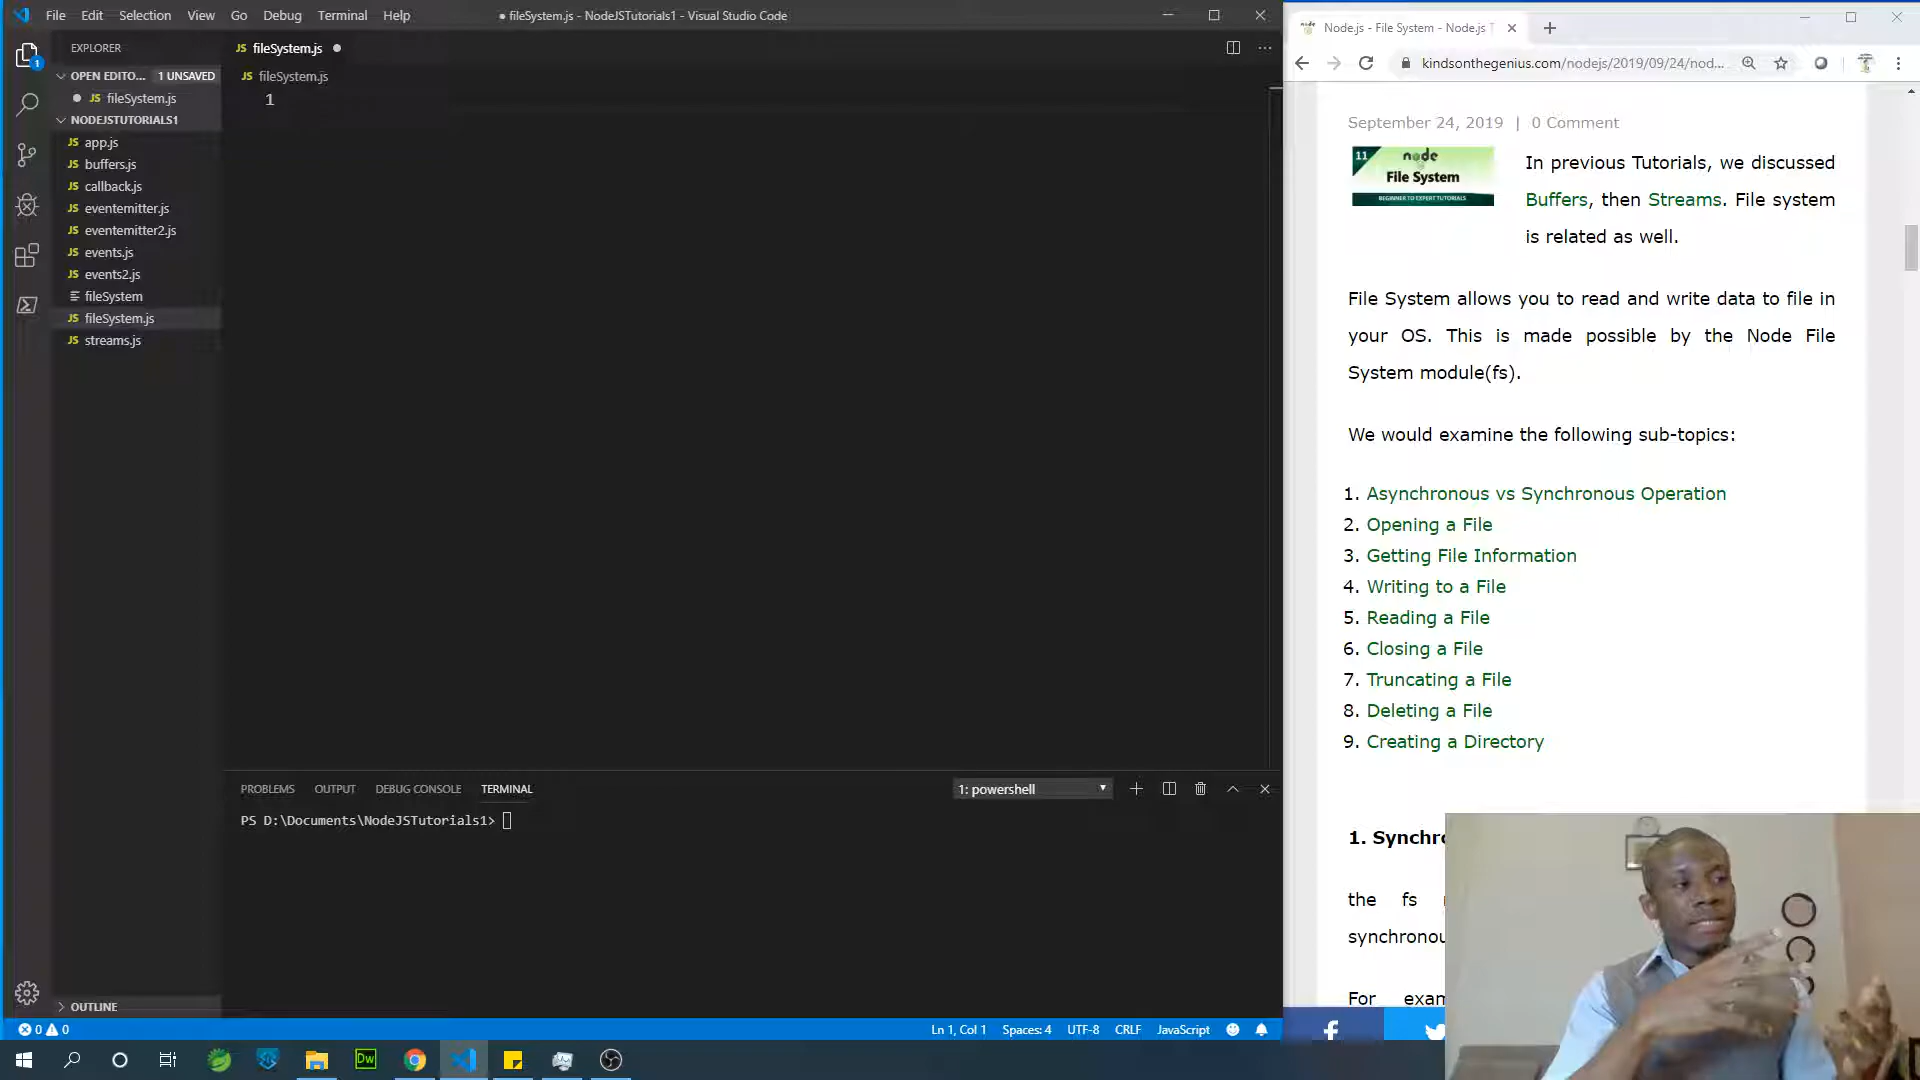 File Edit Selection View Go Debug Terminal Help
● fileSystem.js - NodeJSTutorials1 - Visual Studio Code
EXPLORER
OPEN EDITO... 1 UNSAVED
JS fileSystem.js
NODEJSTUTORIALS1
JS app.js
JS buffers.js
JS callback.js
JS eventemitter.js
JS eventemitter2.js
JS events.js
JS events2.js
fileSystem
JS fileSystem.js
JS streams.js
OUTLINE
1
JS fileSystem.js ●
JS fileSystem.js
1
PROBLEMS OUTPUT DEBUG CONSOLE TERMINAL
1: powershell
PS D:\Documents\NodeJSTutorials1>
0 0
Ln 1, Col 1 Spaces: 4 UTF-8 CRLF JavaScript
Dw
Node.js - File System - Node.js
kindsonthegenius.com/nodejs/2019/09/24/nod...
September 24, 2019 | 0 Comment
11
node
File System
BEGINNER TO EXPERT TUTORIALS
In previous Tutorials, we discussed
Buffers, then Streams. File system
is related as well.
File System allows you to read and write data to file in
your OS. This is made possible by the Node File
System module(fs).
We would examine the following sub-topics:
1. Asynchronous vs Synchronous Operation
2. Opening a File
3. Getting File Information
4. Writing to a File
5. Reading a File
6. Closing a File
7. Truncating a File
8. Deleting a File
9. Creating a Directory
1. Synchro
the fs
synchronou
For exam